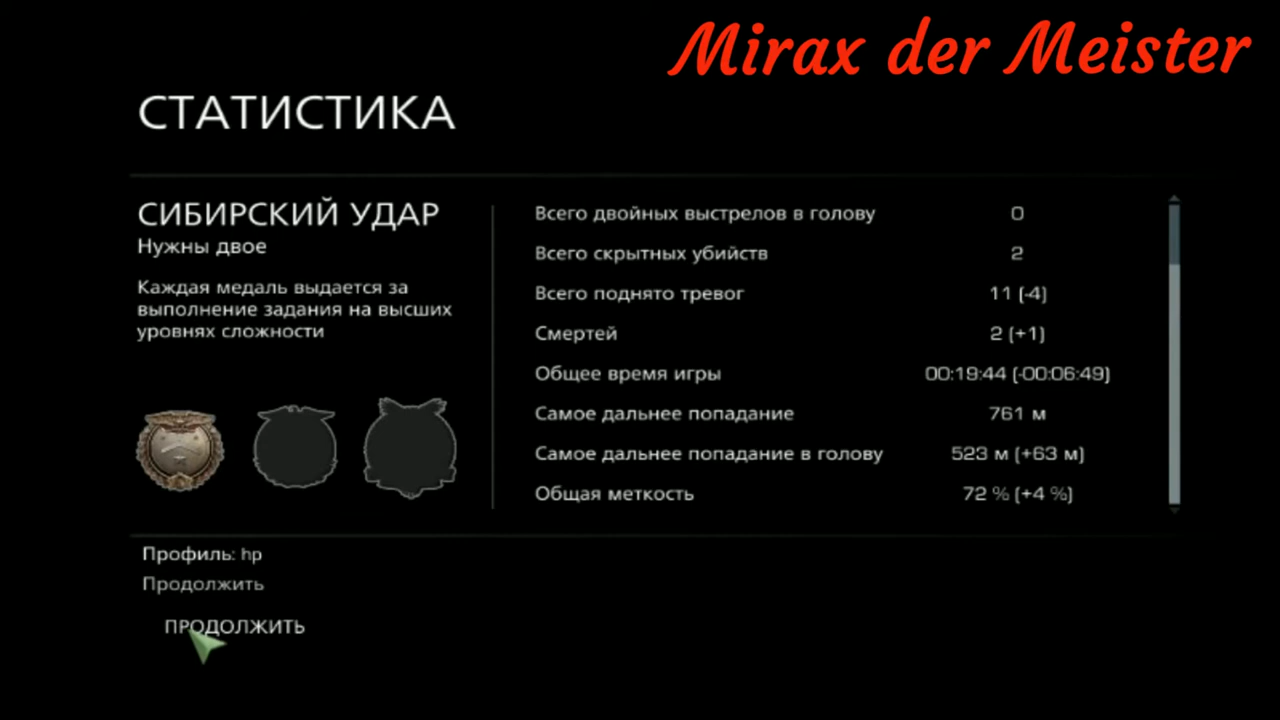 Mirax der Meister
СТАТИСТИКА
СИБИРСКИЙ УДАР
Нужны двое
Каждая медаль выдается за
выполнение задания на высших
уровнях сложности
Всего двойных выстрелов в голову 0
Всего скрытных убийств 2
Всего поднято тревог 11 (-4)
Смертей 2 (+1)
Общее время игры 00:19:44 (-00:06:49)
Самое дальнее попадание 761 м
Самое дальнее попадание в голову 523 м (+63 м)
Общая меткость 72 % (+4 %)
Профиль: hp
Продолжить
ПРОДОЛЖИТЬ